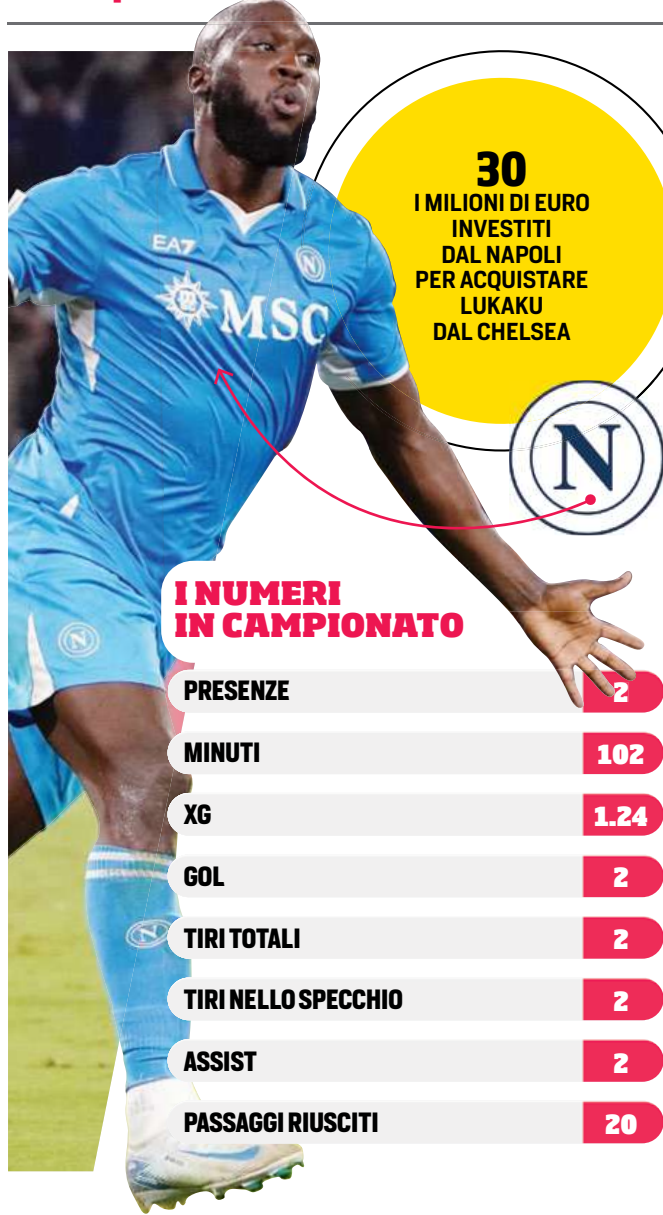 30
I MILIONI DI EURO
INVESTITI
DAL NAPOLI
PER ACQUISTARE
LUKAKU
DAL CHELSEA
EA7
N
MSC
N
N
N
I NUMERI
IN CAMPIONATO
PRESENZE 2
MINUTI 102
XG 1.24
GOL 2
TIRI TOTALI 2
TIRI NELLO SPECCHIO 2
ASSIST 2
PASSAGGI RIUSCITI 20